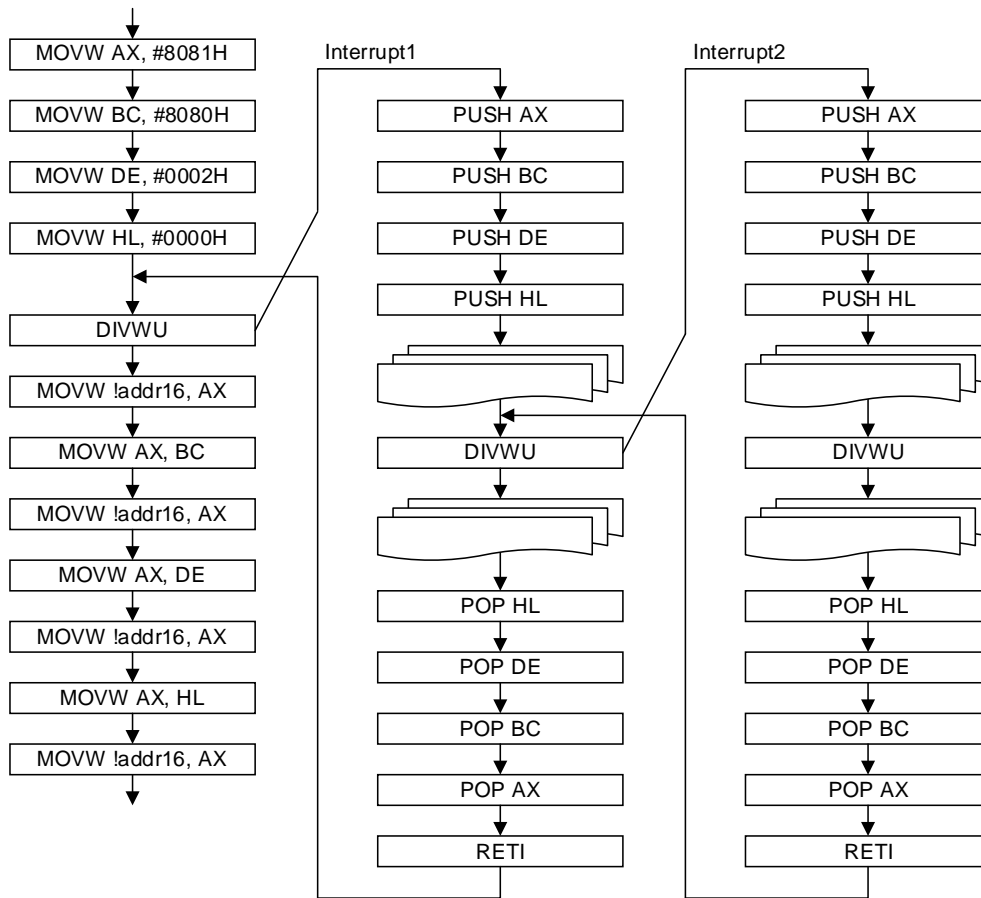 MOVW AX, #8081H
MOVW BC, #8080H
MOVW DE, #0002H
MOVW HL, #0000H
DIVWU
MOVW !addr16, AX
MOVW AX, BC
MOVW !addr16, AX
MOVW AX, DE
MOVW !addr16, AX
MOVW AX, HL
MOVW !addr16, AX
Interrupt1
PUSH AX
PUSH BC
PUSH DE
PUSH HL
DIVWU
POP HL
POP DE
POP BC
POP AX
RETI
Interrupt2
PUSH AX
PUSH BC
PUSH DE
PUSH HL
DIVWU
POP HL
POP DE
POP BC
POP AX
RETI